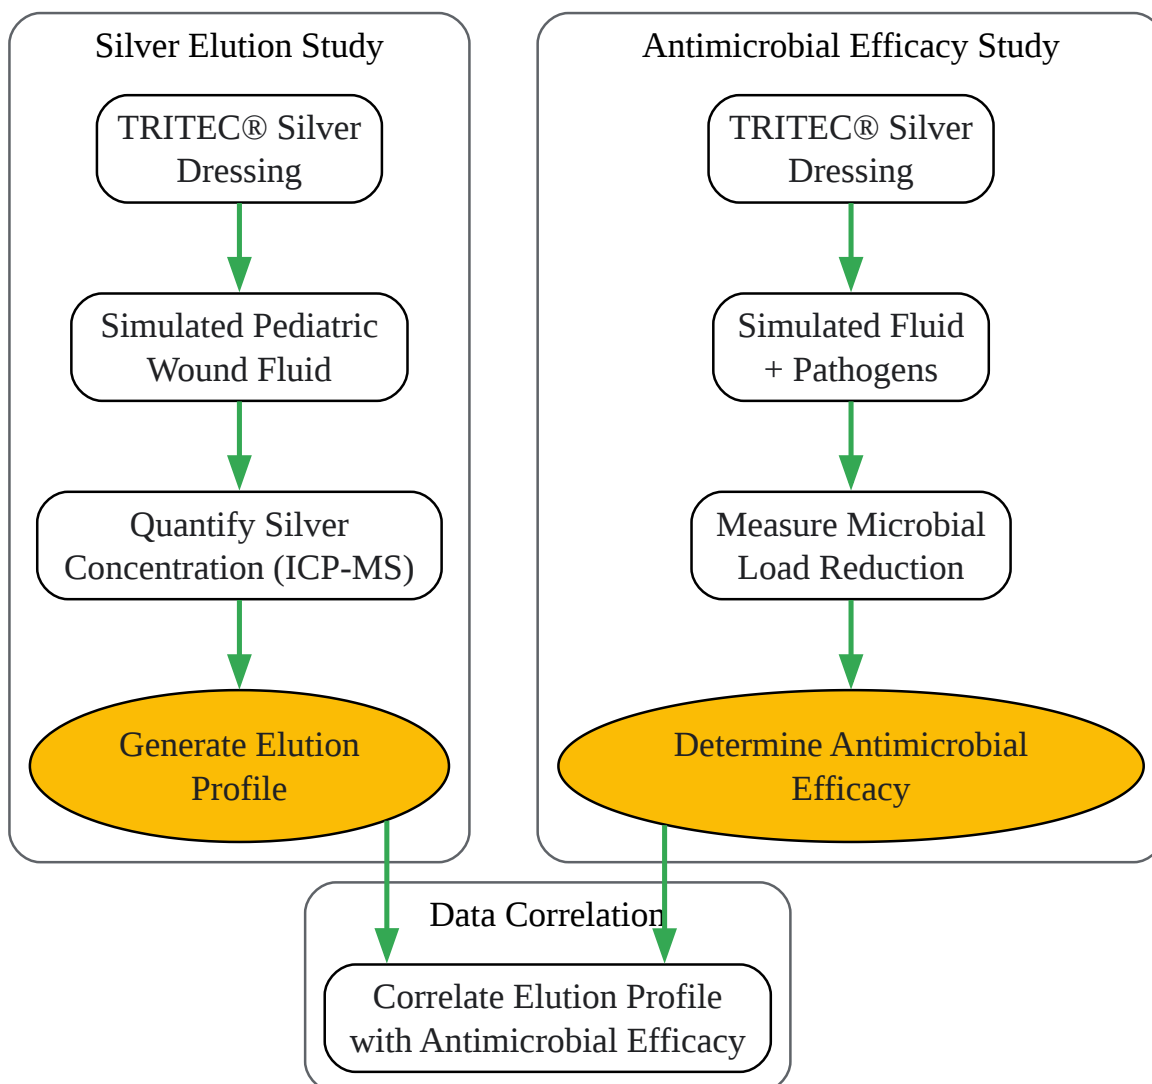 Silver Elution Study
TRITEC® Silver
Dressing
Simulated Pediatric
Wound Fluid
Quantify Silver
Concentration (ICP-MS)
Generate Elution
Profile
Antimicrobial Efficacy Study
TRITEC® Silver
Dressing
Simulated Fluid
+ Pathogens
Measure Microbial
Load Reduction
Determine Antimicrobial
Efficacy
Data Correlation
Correlate Elution Profile
with Antimicrobial Efficacy